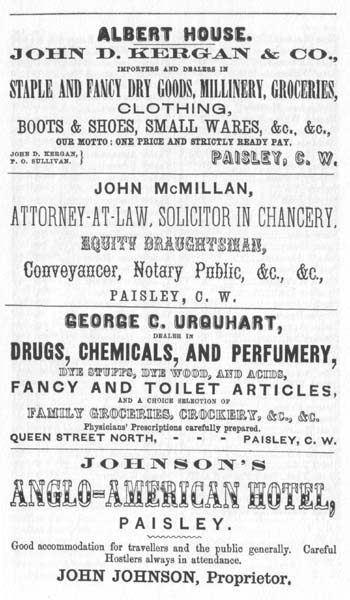 ALBERT HOUSE.
JOHN D. KERGAN & CO.,
IMPORTERS AND DEALERS IN
STAPLE AND FANCY DRY GOODS, MILLINERY, GROCERIES,
CLOTHING,
BOOTS & SHOES, SMALL WARES, &c., &c.,
OUR MOTTO: ONE PRICE AND STRICTLY READY PAY.
JOHN D. KERGAN, }
P. O. SULLIVAN. } PAISLEY, C. W.
JOHN McMILLAN,
ATTORNEY-AT-LAW, SOLICITOR IN CHANCERY,
EQUITY DRAUGHTSMAN,
Conveyancer, Notary Public, &c., &c.,
PAISLEY, C. W.
GEORGE C. URQUHART,
DEALER IN
DRUGS, CHEMICALS, AND PERFUMERY,
DYE STUFFS, DYE WOOD, AND ACIDS,
FANCY AND TOILET ARTICLES,
AND A CHOICE SELECTION OF
FAMILY GROCERIES, CROCKERY, &c., &c.
Physicians' Prescriptions carefully prepared.
QUEEN STREET NORTH, - - - PAISLEY, C. W.
JOHNSON'S
ANGLO-AMERICAN HOTEL,
PAISLEY.
Good accommodation for travellers and the public generally. Careful
Hostlers always in attendance.
JOHN JOHNSON, Proprietor.